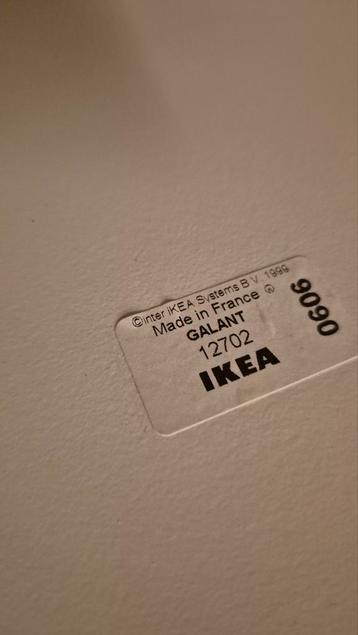 ©Inter IKEA Systems B.V. 1999
Made in France
GALANT
12702
IKEA
0606